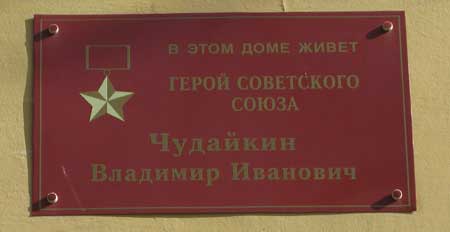 В ЭТОМ ДОМЕ ЖИВЕТ
ГЕРОЙ СОВЕТСКОГО
СОЮЗА
Чудайкин
Владимир Иванович